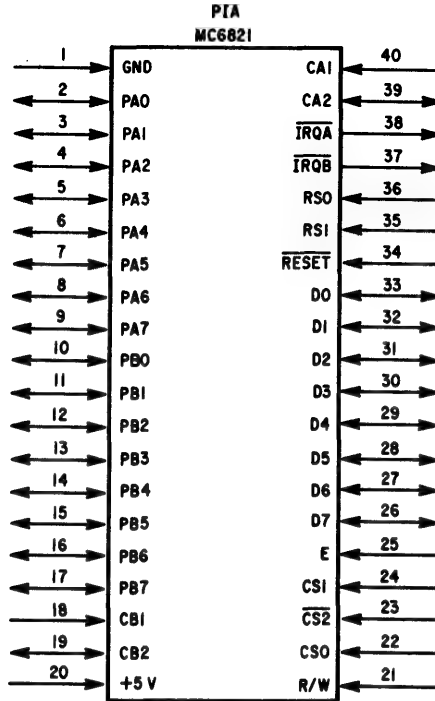 PIA
MC6821
1 GND CA1 40
2 PA0 CA2 39
3 PA1 IRQA 38
4 PA2 IRQB 37
5 PA3 RS0 36
6 PA4 RS1 35
7 PA5 RESET 34
8 PA6 D0 33
9 PA7 D1 32
10 PB0 D2 31
11 PB1 D3 30
12 PB2 D4 29
13 PB3 D5 28
14 PB4 D6 27
15 PB5 D7 26
16 PB6 E 25
17 PB7 CS1 24
18 CB1 CS2 23
19 CB2 CS0 22
20 +5 V R/W 21